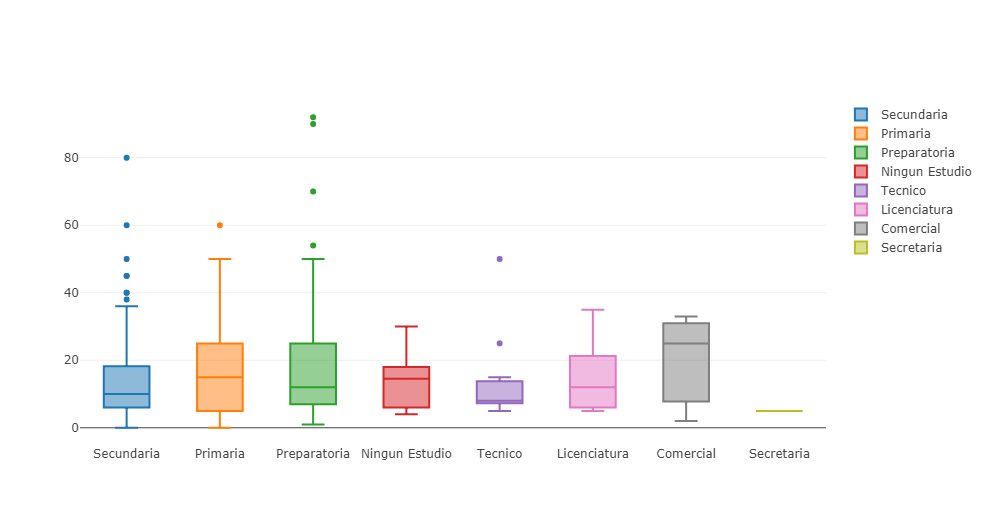 80
60
40
20
0
Secundaria
Primaria
Preparatoria
Ningun Estudio
Tecnico
Licenciatura
Comercial
Secretaria
Secundaria
Primaria
Preparatoria
Ningun Estudio
Tecnico
Licenciatura
Comercial
Secretaria